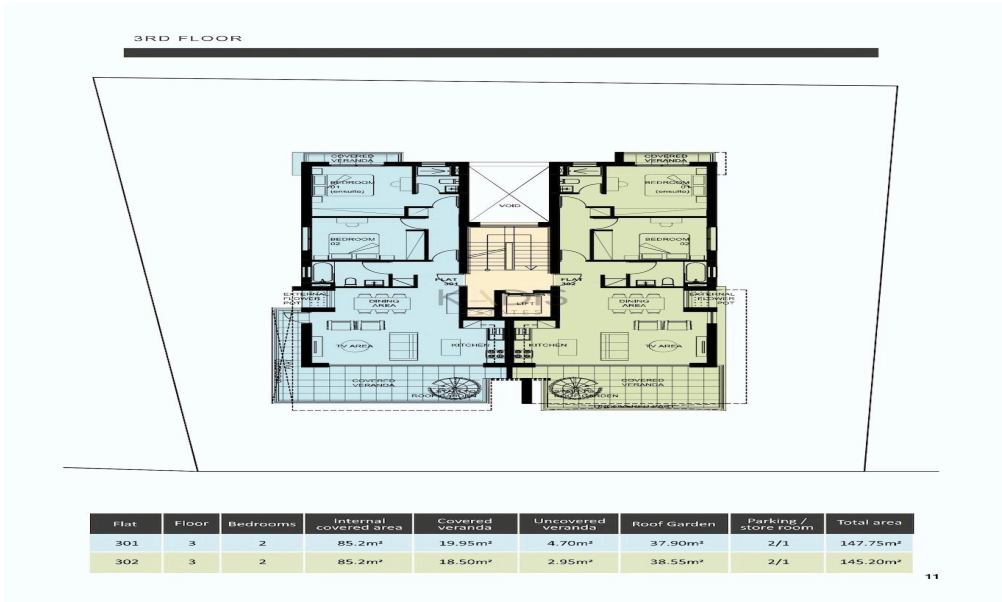 3RD FLOOR
COVERED
VERANDA
COVERED
VERANDA
BEDROOM
01
(ensuite)
BEDROOM
01
(ensuite)
VOID
BEDROOM
02
BEDROOM
02
FLAT
301
FLAT
302
EXTERNAL
FLOWER
POT
EXTERNAL
FLOWER
POT
DINING
AREA
LIFT
DINING
AREA
TV AREA
KITCHEN
KITCHEN
TV AREA
COVERED
VERANDA
COVERED
VERANDA
Flat Floor Bedrooms Internal covered area Covered veranda Uncovered veranda Roof Garden Parking / store room Total area
301 3 2 85.2m² 19.95m² 4.70m² 37.90m² 2/1 147.75m²
302 3 2 85.2m² 18.50m² 2.95m² 38.55m² 2/1 145.20m²
11